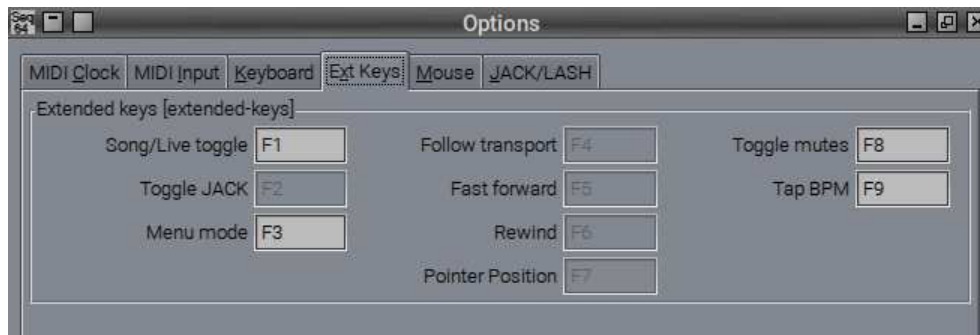 Seq 64 Options
MIDI Clock MIDI Input Keyboard Ext Keys Mouse JACK/LASH
Extended keys [extended-keys]
Song/Live toggle F1 Follow transport F4 Toggle mutes F8
Toggle JACK F2 Fast forward F5 Tap BPM F9
Menu mode F3 Rewind F6
Pointer Position F7